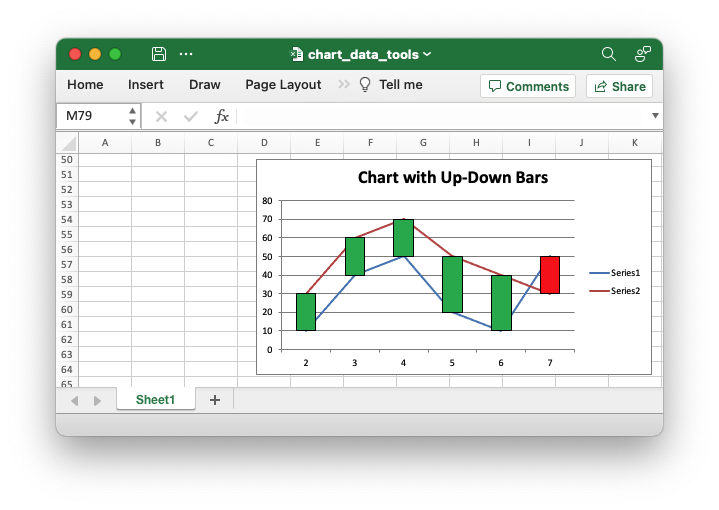 chart_data_tools
Home Insert Draw Page Layout Tell me Comments Share
M79 fx
A B C D E F G H I J K
50
51
52
53
54
55
56
57
58
59
60
61
62
63
64
65
Chart with Up-Down Bars
80
70
60
50
40
30
20
10
0
2 3 4 5 6 7
Series1
Series2
Sheet1 +